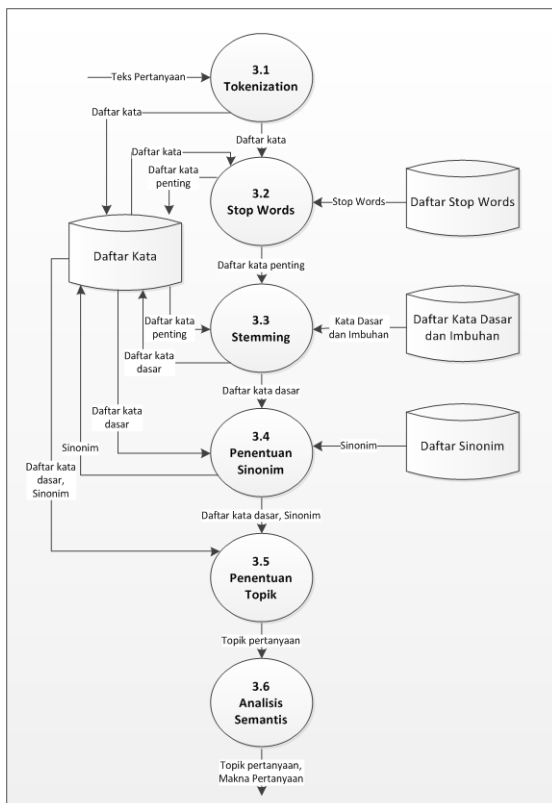 3.1
Tokenization
Teks Pertanyaan
Daftar kata
Daftar kata
Daftar kata
Daftar kata
penting
3.2
Stop Words
Stop Words
Daftar Stop Words
Daftar Kata
Daftar kata penting
Daftar kata
penting
3.3
Stemming
Kata Dasar
dan Imbuhan
Daftar Kata Dasar
dan Imbuhan
Daftar kata
dasar
Daftar kata dasar
Daftar kata
dasar
3.4
Penentuan
Sinonim
Sinonim
Daftar Sinonim
Sinonim
Daftar kata
dasar,
Sinonim
Daftar kata dasar, Sinonim
3.5
Penentuan
Topik
Topik pertanyaan
3.6
Analisis
Semantis
Topik pertanyaan,
Makna Pertanyaan